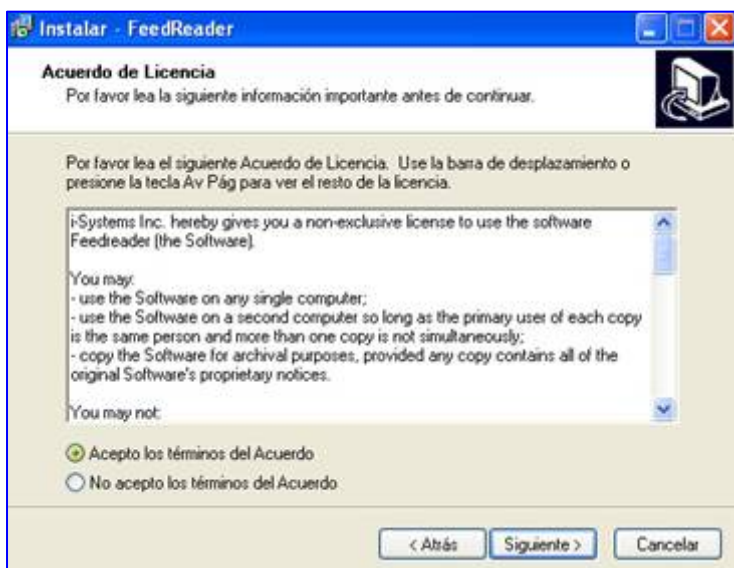 Instalar - FeedReader
Acuerdo de Licencia
Por favor lea la siguiente información importante antes de continuar.
Por favor lea el siguiente Acuerdo de Licencia. Use la barra de desplazamiento o
presione la tecla Av Pág para ver el resto de la licencia.
i-Systems Inc. hereby gives you a non-exclusive license to use the software
Feedreader (the Software).
You may:
- use the Software on any single computer;
- use the Software on a second computer so long as the primary user of each copy
is the same person and more than one copy is not simultaneously;
- copy the Software for archival purposes, provided any copy contains all of the
original Software's proprietary notices.
You may not:
Acepto los términos del Acuerdo
No acepto los términos del Acuerdo
< Atrás
Siguiente >
Cancelar